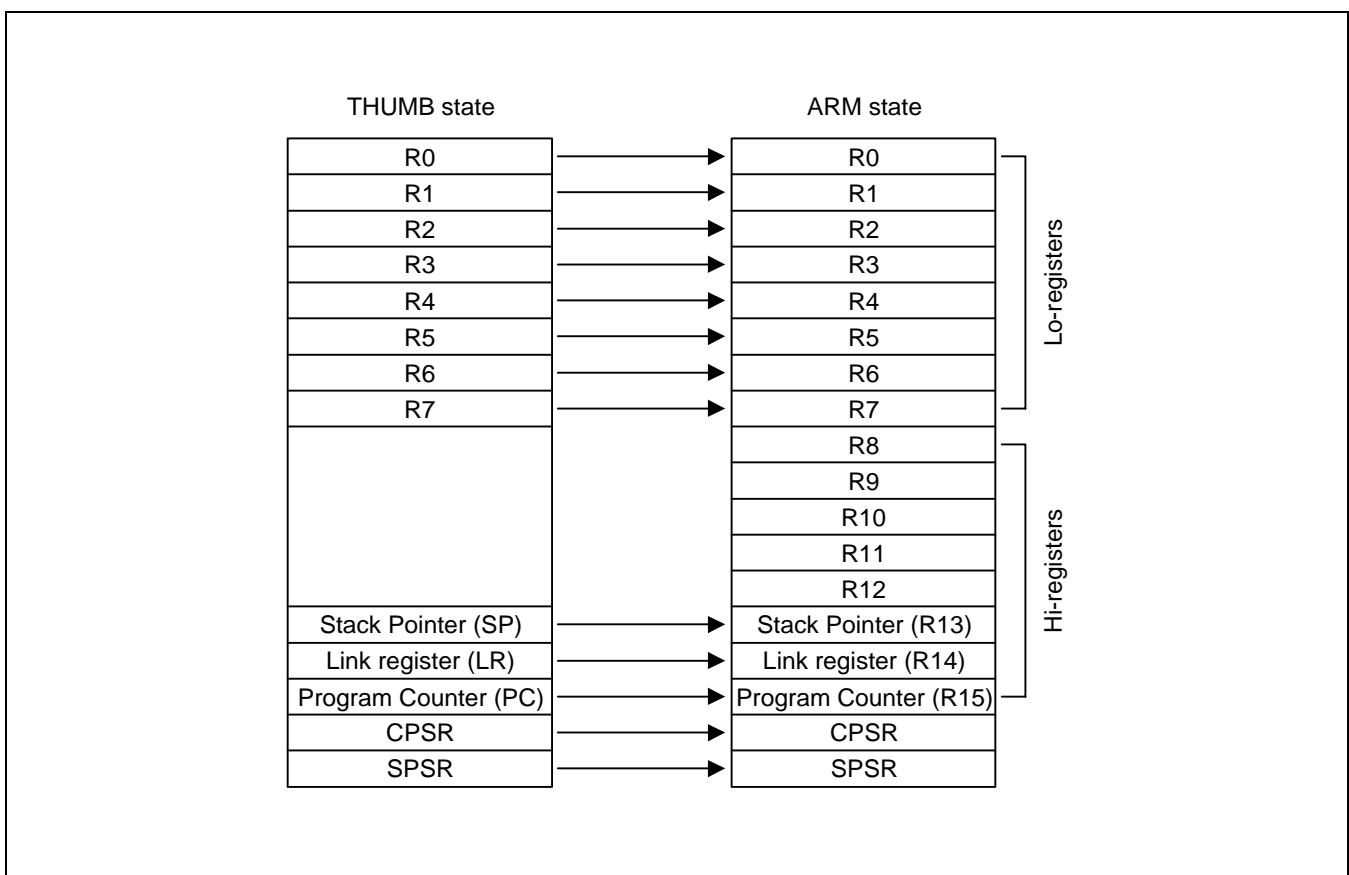 THUMB state
ARM state
R0
R0
R1
R1
R2
R2
R3
R3
R4
R4
R5
R5
R6
R6
R7
R7
Lo-registers
R8
R9
R10
R11
R12
Stack Pointer (SP)
Stack Pointer (R13)
Link register (LR)
Link register (R14)
Program Counter (PC)
Program Counter (R15)
Hi-registers
CPSR
CPSR
SPSR
SPSR